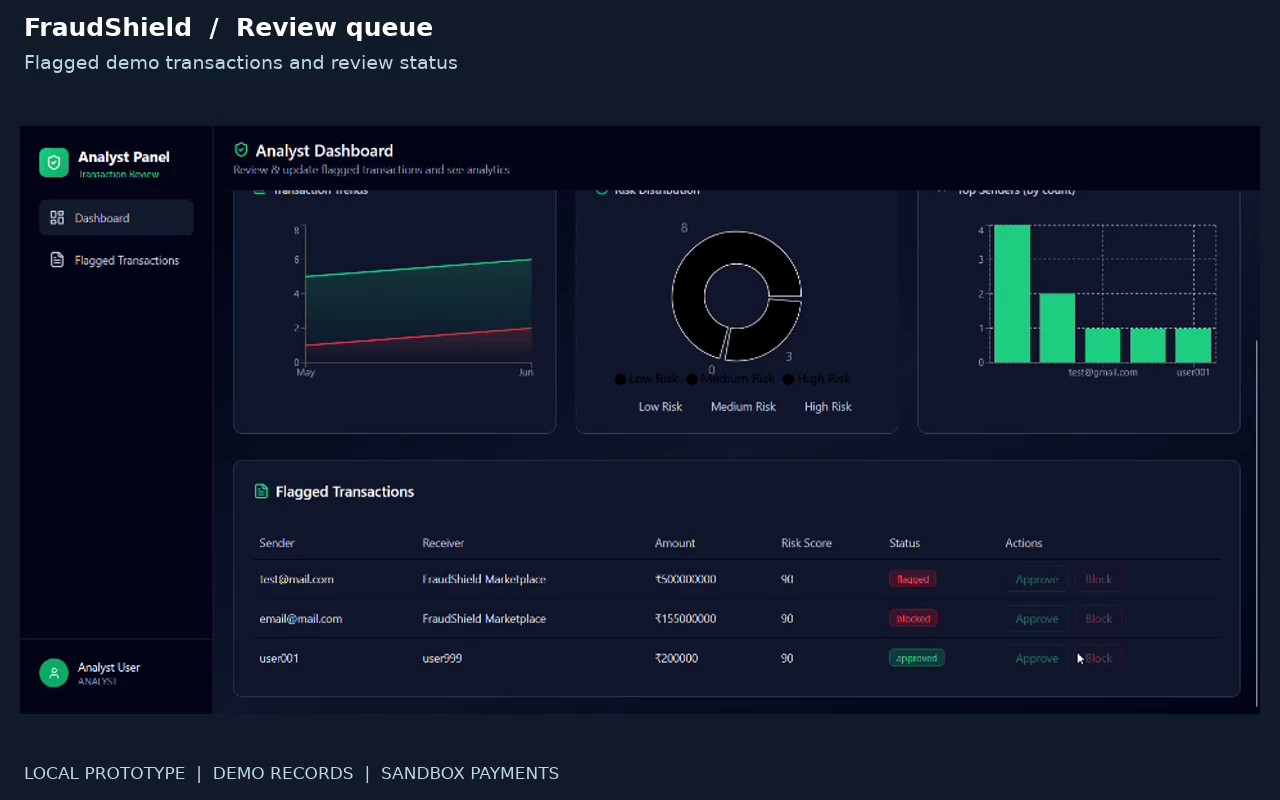 FraudShield / Review queue
Flagged demo transactions and review status
Analyst Panel
Transaction Review
Dashboard
Flagged Transactions
Analyst User
ANALYST
Analyst Dashboard
Review & update flagged transactions and see analytics
Transaction Trends
8
6
4
2
0
May Jun
Risk Distribution
8
3
0
Low Risk Medium Risk High Risk
Low Risk Medium Risk High Risk
Top Senders (by count)
4
3
2
1
0
test@gmail.com user001
Flagged Transactions
Sender Receiver Amount Risk Score Status Actions
test@mail.com FraudShield Marketplace ₹500000000 90 flagged Approve Block
email@mail.com FraudShield Marketplace ₹155000000 90 blocked Approve Block
user001 user999 ₹200000 90 approved Approve Block
LOCAL PROTOTYPE | DEMO RECORDS | SANDBOX PAYMENTS